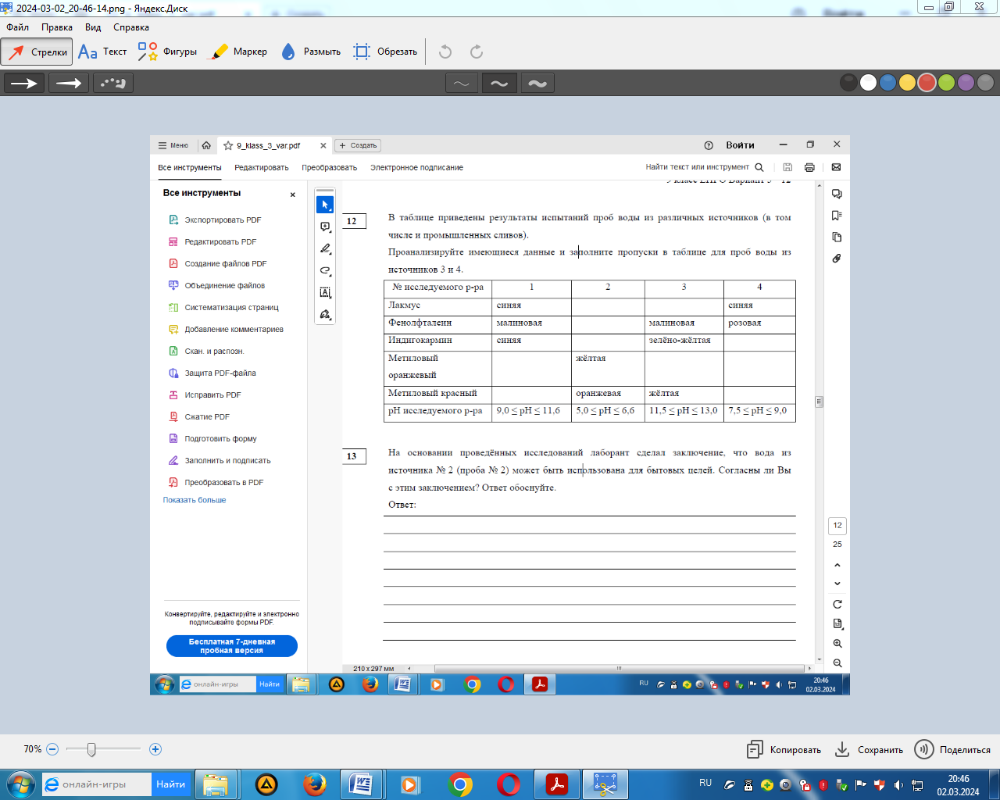 2024-03-02_20-46-14.png - Яндекс.Диск
Файл Правка Вид Справка
Стрелки Текст Фигуры Маркер Размыть Обрезать
Меню 9_klass_3_var.pdf + Создать Войти
Все инструменты Редактировать Преобразовать Электронное подписание Найти текст или инструмент
Все инструменты
Экспортировать PDF
Редактировать PDF
Создание файлов PDF
Объединение файлов
Систематизация страниц
Добавление комментариев
Скан. и распозн.
Защита PDF-файла
Исправить PDF
Сжатие PDF
Подготовить форму
Заполнить и подписать
Преобразовать в PDF
Показать больше
Конвертируйте, редактируйте и электронно
подписывайте формы PDF.
Бесплатная 7-дневная
пробная версия
12
В таблице приведены результаты испытаний проб воды из различных источников (в том
числе и промышленных сливов).
Проанализируйте имеющиеся данные и заполните пропуски в таблице для проб воды из
источников 3 и 4.
№ исследуемого р-ра 1 2 3 4
Лакмус синяя синяя
Фенолфталеин малиновая малиновая розовая
Индигокармин синяя зелёно-жёлтая
Метиловый
оранжевый жёлтая
Метиловый красный оранжевая жёлтая
pH исследуемого р-ра 9,0 ≤ pH ≤ 11,6 5,0 ≤ pH ≤ 6,6 11,5 ≤ pH ≤ 13,0 7,5 ≤ pH ≤ 9,0
13
На основании проведённых исследований лаборант сделал заключение, что вода из
источника № 2 (проба № 2) может быть использована для бытовых целей. Согласны ли Вы
с этим заключением? Ответ обоснуйте.
Ответ:
12
25
210 x 297 мм
онлайн-игры Найти RU 20:46
02.03.2024
70% Копировать Сохранить Поделиться
онлайн-игры Найти RU 20:46
02.03.2024